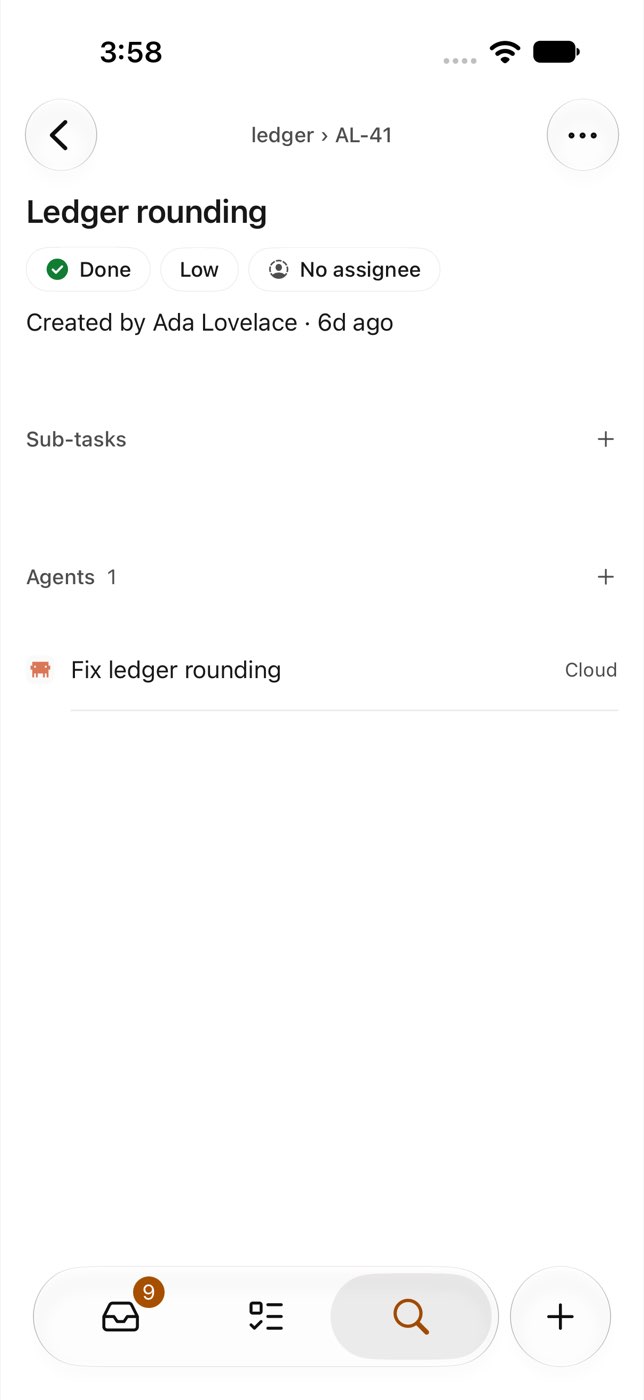 3:58
ledger › AL-41
Ledger rounding
Done
Low
No assignee
Created by Ada Lovelace · 6d ago
Sub-tasks
Agents 1
Fix ledger rounding
Cloud
9